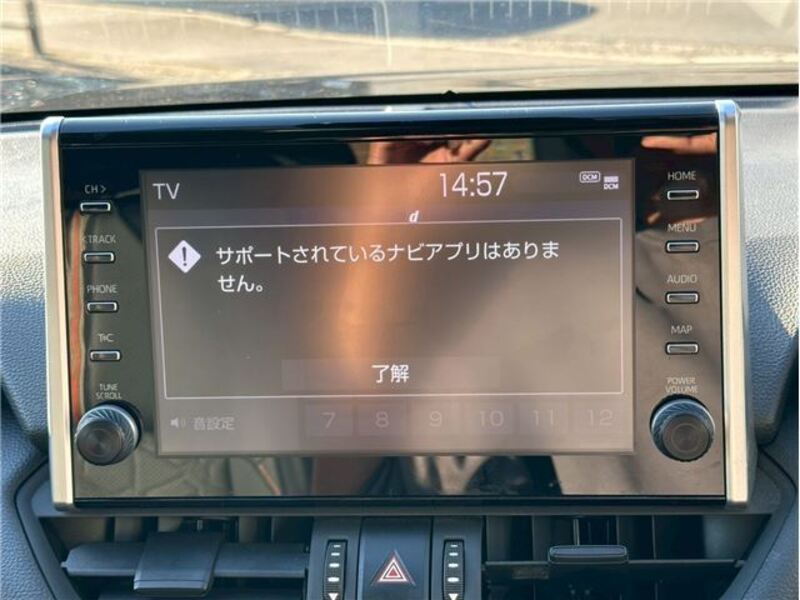 TV
14:57
DCM
DCM
d
サポートされているナビアプリはありま
せん。
了解
音設定
7 8 9 10 11 12
CH >
< TRACK
PHONE
T&C
TUNE
SCROLL
HOME
MENU
AUDIO
MAP
POWER
VOLUME